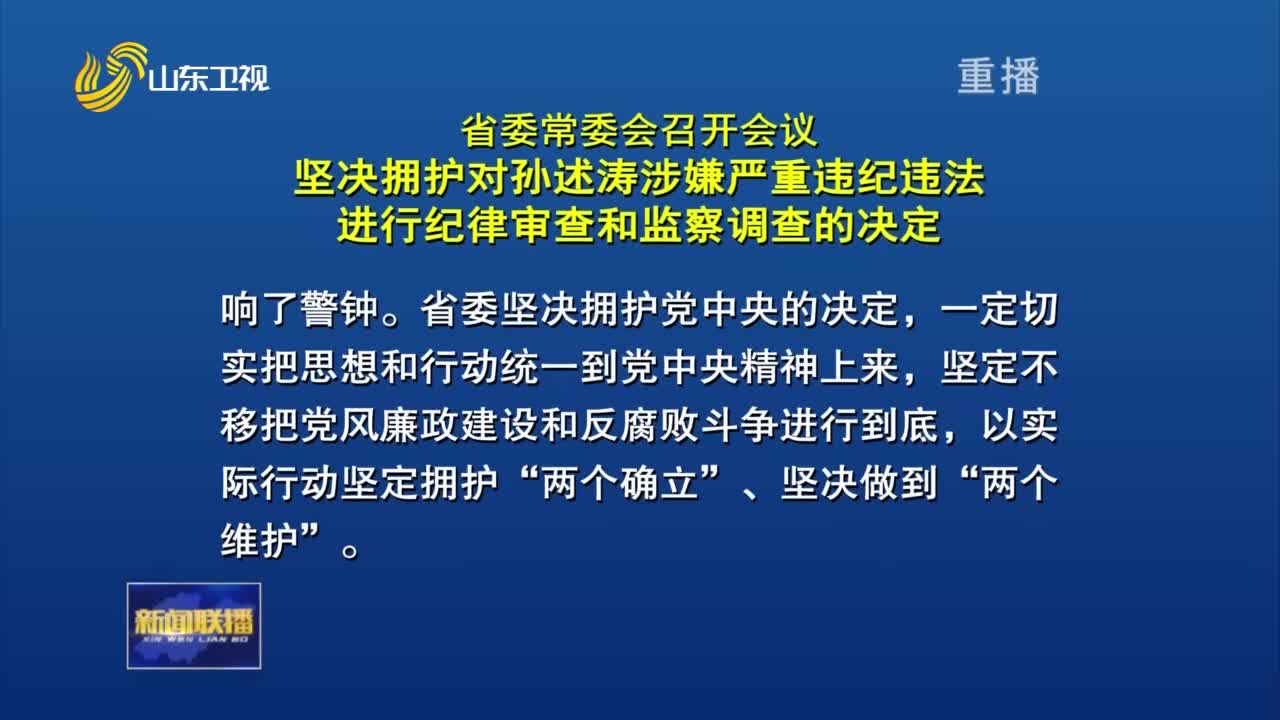 山东卫视
重播
省委常委会召开会议
坚决拥护对孙述涛涉嫌严重违纪违法
进行纪律审查和监察调查的决定
响了警钟。省委坚决拥护党中央的决定，一定切
实把思想和行动统一到党中央精神上来，坚定不
移把党风廉政建设和反腐败斗争进行到底，以实
际行动坚定拥护“两个确立”、坚决做到“两个
维护”。
新闻联播
XIN WEN LIAN BO